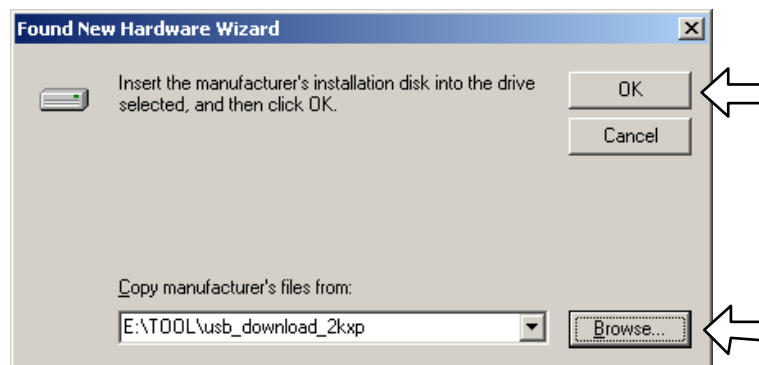 Found New Hardware Wizard
Insert the manufacturer's installation disk into the drive
selected, and then click OK.
OK
Cancel
Copy manufacturer's files from:
E:\TOOL\usb_download_2kxp
Browse...